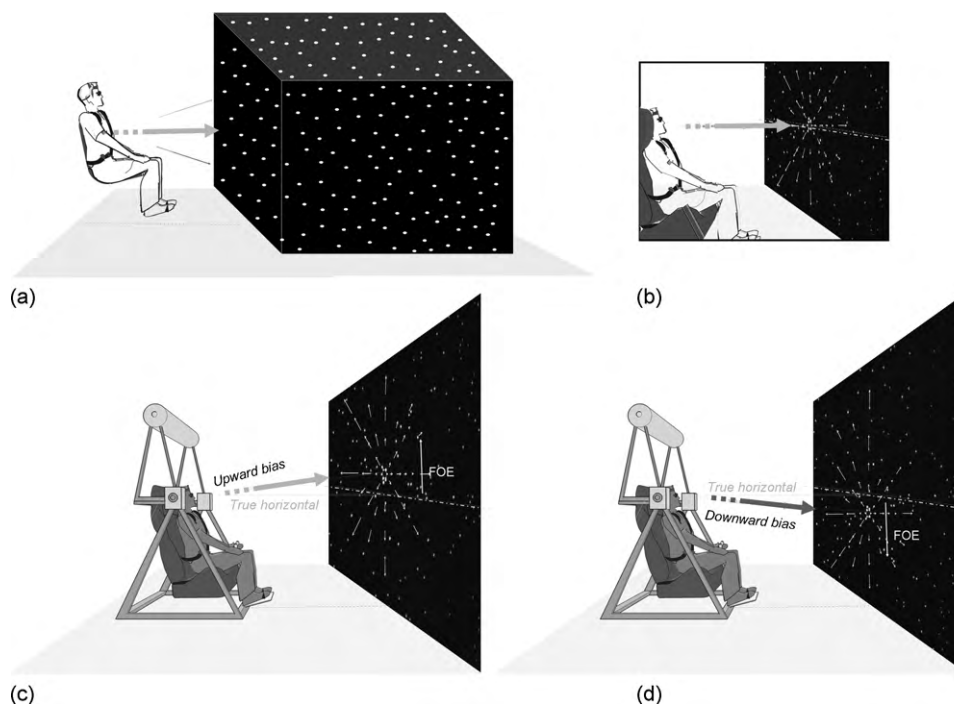 (a)
(b)
Upward bias
True horizontal
FOE
(c)
True horizontal
Downward bias
FOE
(d)